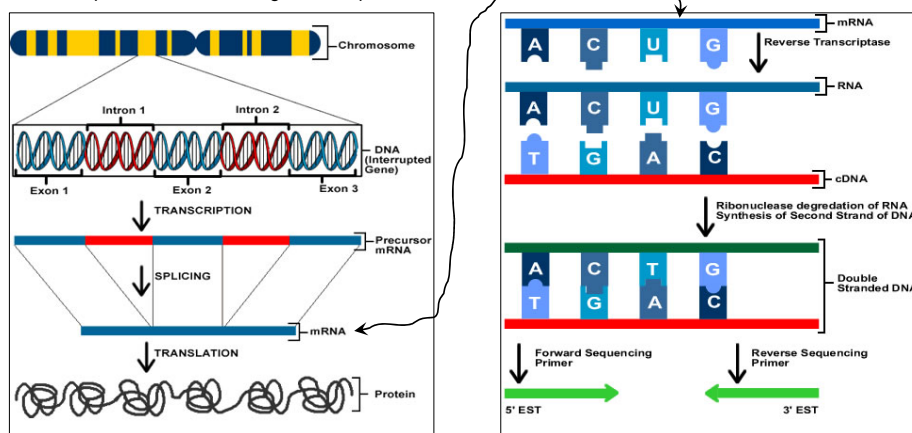 Chromosome
Intron 1
Intron 2
DNA
(Interrupted
Gene)
Exon 1
Exon 2
Exon 3
TRANSCRIPTION
Precursor
mRNA
SPLICING
mRNA
TRANSLATION
Protein
mRNA
A C U G
Reverse Transcriptase
RNA
A C U G
T G A C
cDNA
Ribonuclease degradation of RNA
Synthesis of Second Strand of DNA
A C T G
T G A C
Double
Stranded DNA
Forward Sequencing
Primer
Reverse Sequencing
Primer
5' EST
3' EST